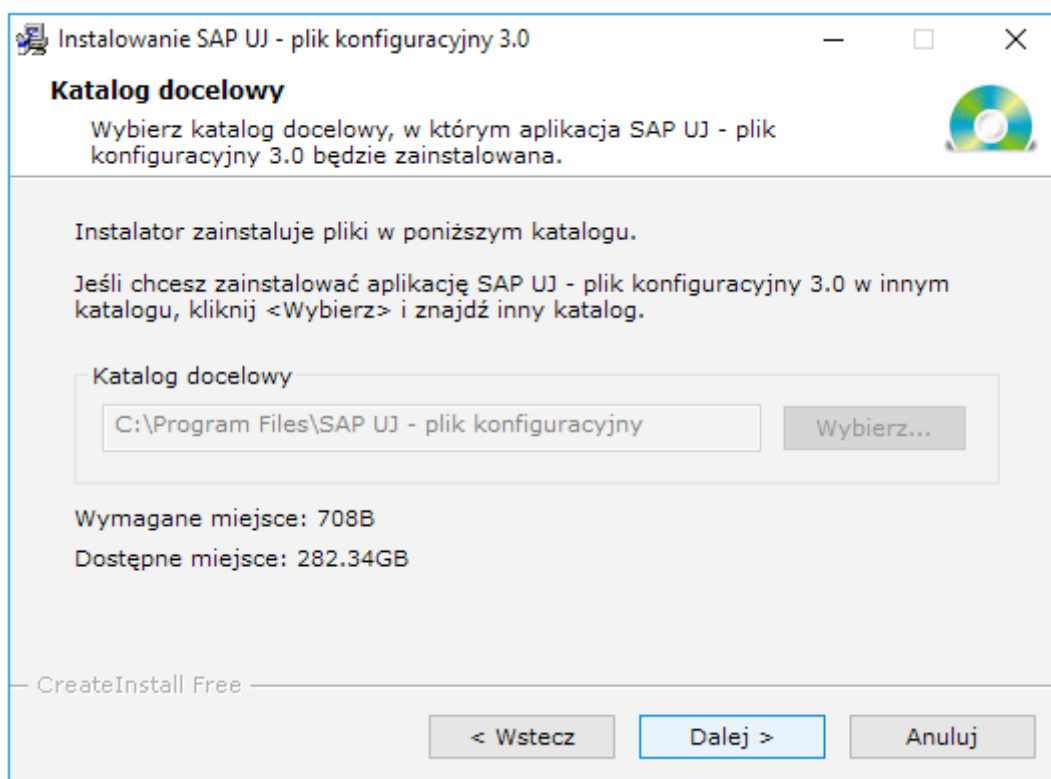 Instalowanie SAP UJ - plik konfiguracyjny 3.0
Katalog docelowy
Wybierz katalog docelowy, w którym aplikacja SAP UJ - plik
konfiguracyjny 3.0 będzie zainstalowana.
Instalator zainstaluje pliki w poniższym katalogu.
Jeśli chcesz zainstalować aplikację SAP UJ - plik konfiguracyjny 3.0 w innym
katalogu, kliknij <Wybierz> i znajdź inny katalog.
Katalog docelowy
C:\Program Files\SAP UJ - plik konfiguracyjny
Wybierz...
Wymagane miejsce: 708B
Dostępne miejsce: 282.34GB
CreateInstall Free
< Wstecz
Dalej >
Anuluj